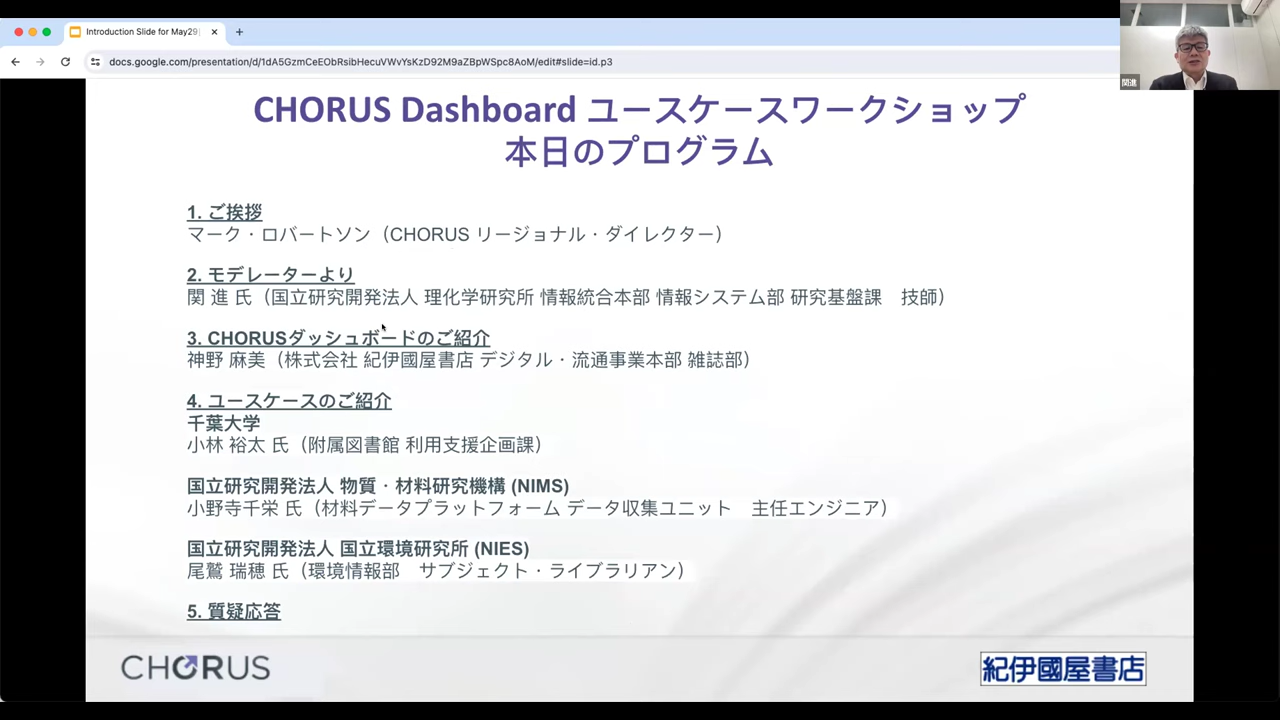 Introduction Slide for May29
docs.google.com/presentation/d/1dA5GzmCeEObRsibHecuVWvYsKzD92M9aZBpWSpc8AoM/edit#slide=id.p3
関進
CHORUS Dashboard ユースケースワークショップ
本日のプログラム
1. ご挨拶
マーク・ロバートソン（CHORUS リージョナル・ダイレクター）
2. モデレーターより
関 進 氏（国立研究開発法人 理化学研究所 情報統合本部 情報システム部 研究基盤課　技師）
3. CHORUSダッシュボードのご紹介
神野 麻美（株式会社 紀伊國屋書店 デジタル・流通事業本部 雑誌部）
4. ユースケースのご紹介
千葉大学
小林 裕太 氏（附属図書館 利用支援企画課）
国立研究開発法人 物質・材料研究機構 (NIMS)
小野寺千栄 氏（材料データプラットフォーム データ収集ユニット　主任エンジニア）
国立研究開発法人 国立環境研究所 (NIES)
尾鷲 瑞穂 氏（環境情報部　サブジェクト・ライブラリアン）
5. 質疑応答
CHORUS
紀伊國屋書店